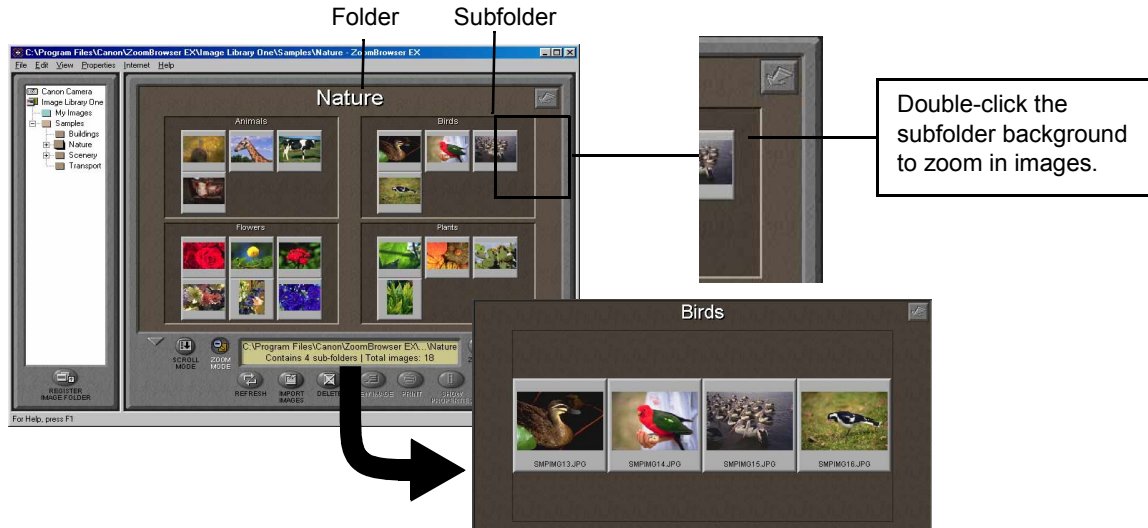 Folder
Subfolder
C:\Program Files\Canon\ZoomBrowser EX\Image Library One\Samples\Nature - ZoomBrowser EX
File Edit View Properties Internet Help
Canon Camera
Image Library One
My Images
Samples
Buildings
Nature
Scenery
Transport
Nature
Animals
Birds
Flowers
Plants
SCROLL
MODE
ZOOM
MODE
C:\Program Files\Canon\ZoomBrowser EX\...\Nature
Contains 4 sub-folders | Total images: 18
REFRESH
IMPORT
IMAGES
DELETE
PRINT
SHOW
PROPERTIES
REGISTER
IMAGE FOLDER
For Help, press F1
Double-click the
subfolder background
to zoom in images.
Birds
SMPIMG13.JPG
SMPIMG14.JPG
SMPIMG15.JPG
SMPIMG16.JPG